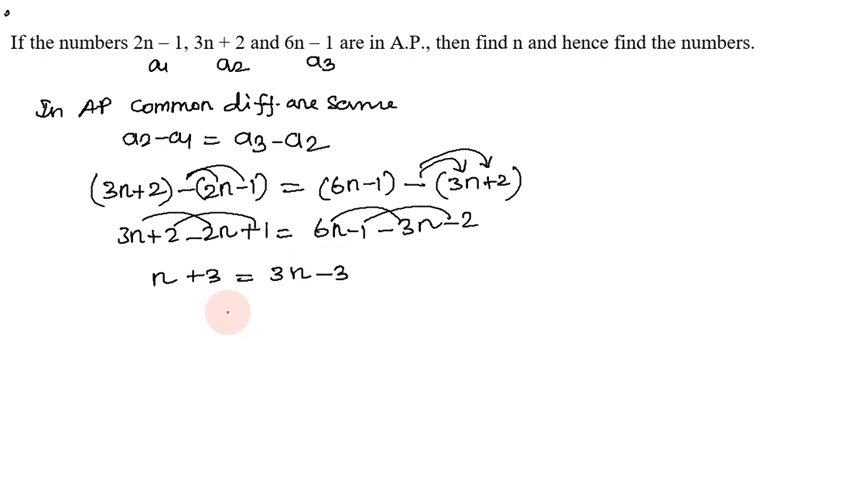 If the numbers 2n – 1, 3n + 2 and 6n – 1 are in A.P., then find n and hence find the numbers.
a1 a2 a3
In AP common diff. are same
a2-a1 = a3-a2
(3n+2)-(2n-1) = (6n-1)-(3n+2)
3n+2-2n+1 = 6n-1-3n-2
n+3 = 3n-3